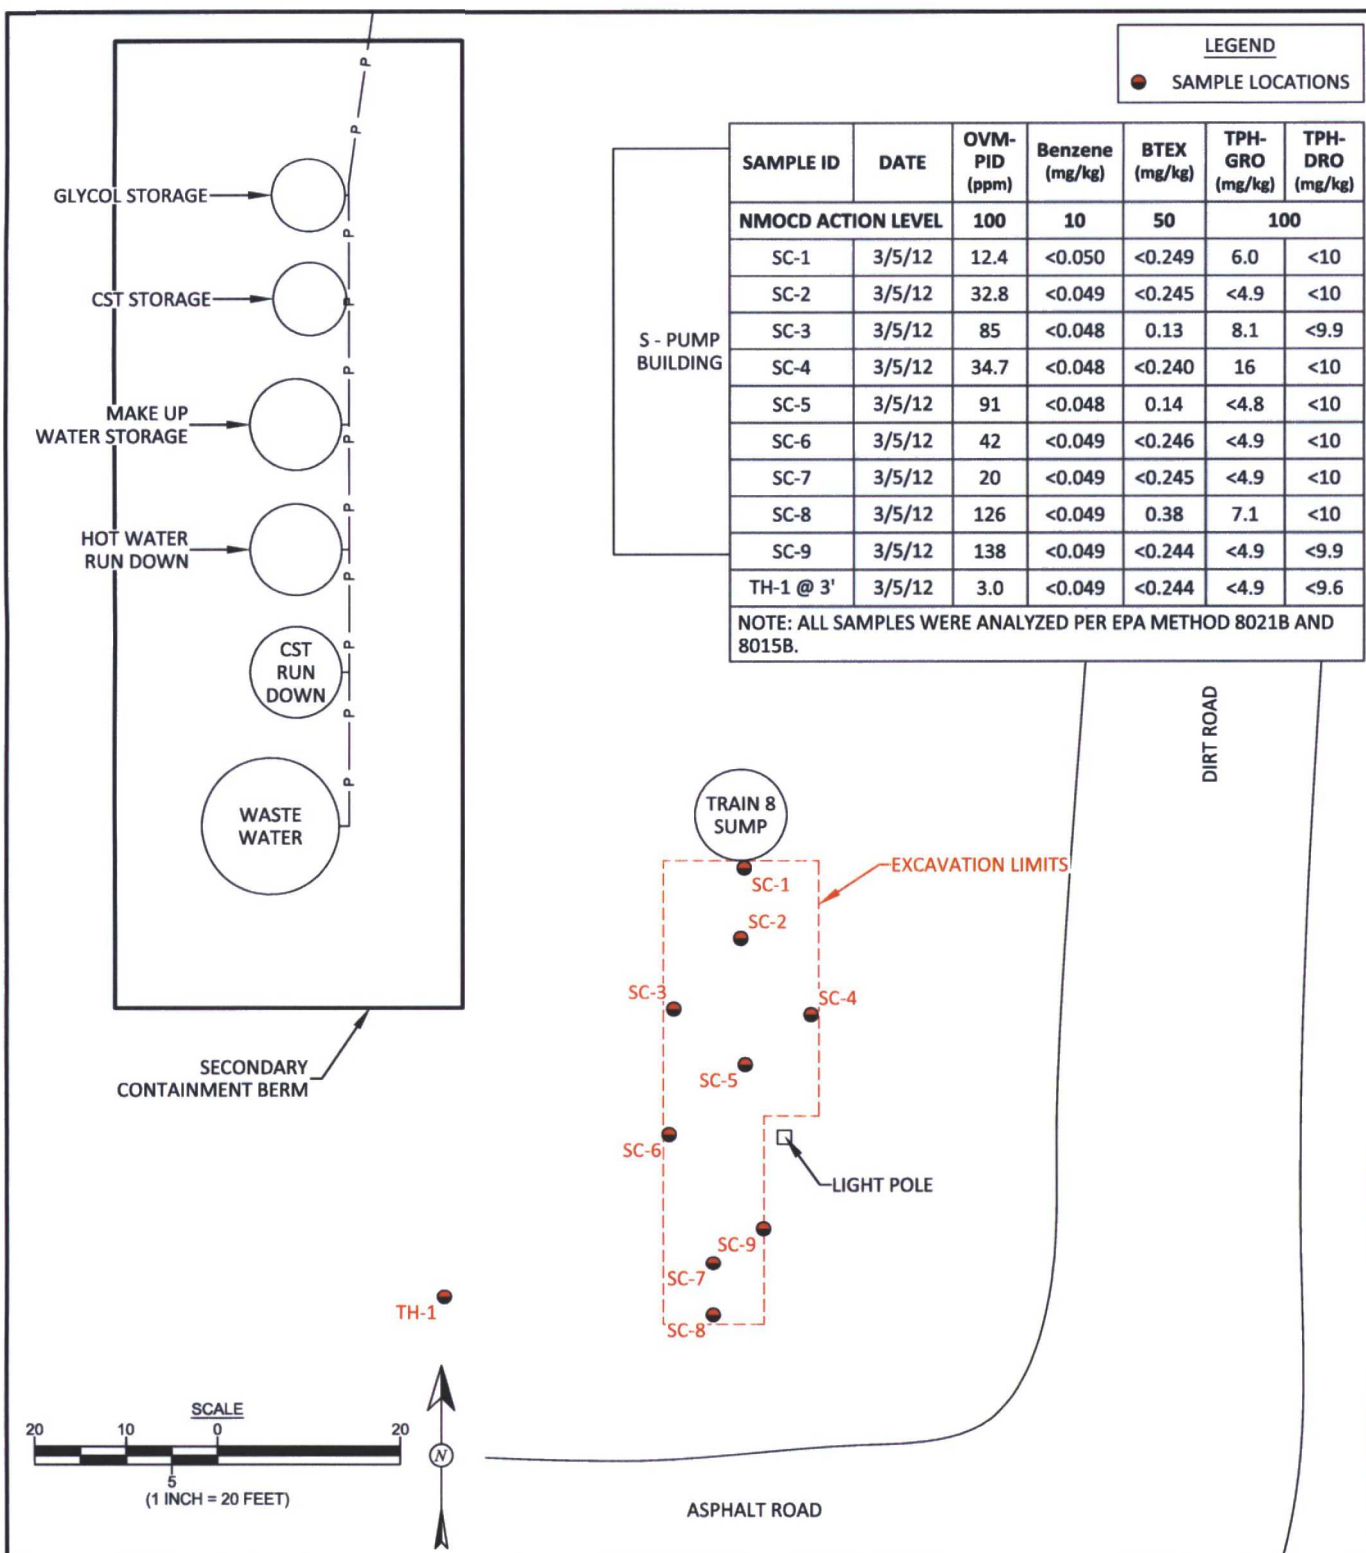 LEGEND
SAMPLE LOCATIONS
SAMPLE ID DATE OVM-PID (ppm) Benzene (mg/kg) BTEX (mg/kg) TPH-GRO (mg/kg) TPH-DRO (mg/kg)
NMOCD ACTION LEVEL 100 10 50 100
SC-1 3/5/12 12.4 <0.050 <0.249 6.0 <10
SC-2 3/5/12 32.8 <0.049 <0.245 <4.9 <10
SC-3 3/5/12 85 <0.048 0.13 8.1 <9.9
SC-4 3/5/12 34.7 <0.048 <0.240 16 <10
SC-5 3/5/12 91 <0.048 0.14 <4.8 <10
SC-6 3/5/12 42 <0.049 <0.246 <4.9 <10
SC-7 3/5/12 20 <0.049 <0.245 <4.9 <10
SC-8 3/5/12 126 <0.049 0.38 7.1 <10
SC-9 3/5/12 138 <0.049 <0.244 <4.9 <9.9
TH-1 @ 3' 3/5/12 3.0 <0.049 <0.244 <4.9 <9.6
NOTE: ALL SAMPLES WERE ANALYZED PER EPA METHOD 8021B AND
8015B.
P
P
P
P
P
P
P
P
P
P
P
GLYCOL STORAGE
CST STORAGE
MAKE UP
WATER STORAGE
HOT WATER
RUN DOWN
CST
RUN
DOWN
WASTE
WATER
SECONDARY
CONTAINMENT BERM
S - PUMP
BUILDING
DIRT ROAD
TRAIN 8
SUMP
EXCAVATION LIMITS
SC-1
SC-2
SC-3
SC-4
SC-5
SC-6
LIGHT POLE
SC-9
SC-7
SC-8
TH-1
SCALE
20 10 0 20
5
(1 INCH = 20 FEET)
N
ASPHALT ROAD